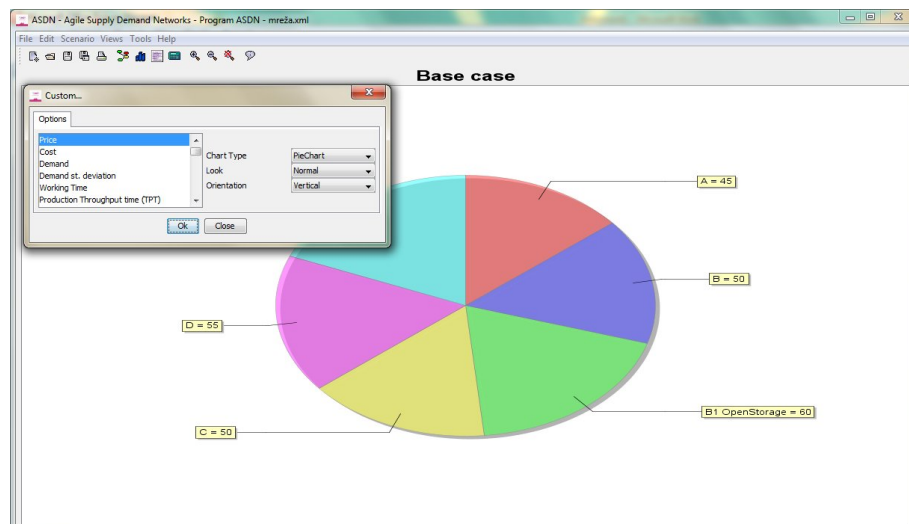 ASDN - Agile Supply Demand Networks - Program ASDN - mreža.xml
File Edit Scenario Views Tools Help
Base case
Custom...
Options
Price
Cost
Demand
Demand st. deviation
Working Time
Production Throughput time (TPT)
Chart Type PieChart
Look Normal
Orientation Vertical
Ok Close
A = 45
B = 50
D = 55
B1 OpenStorage = 60
C = 50